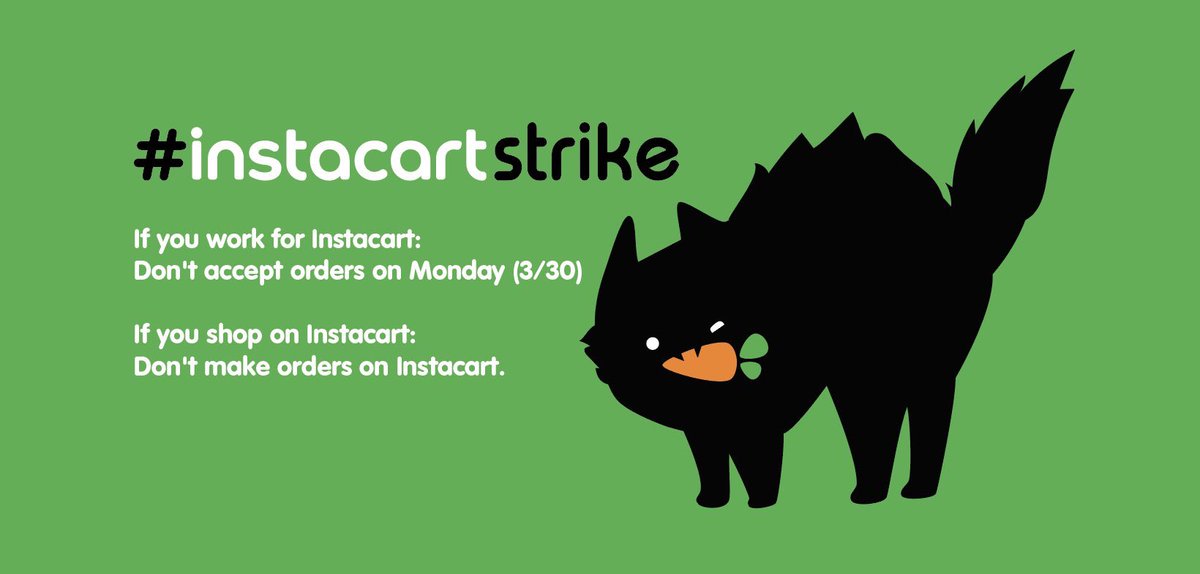 #instacartstrike
If you work for Instacart:
Don't accept orders on Monday (3/30)
If you shop on Instacart:
Don't make orders on Instacart.